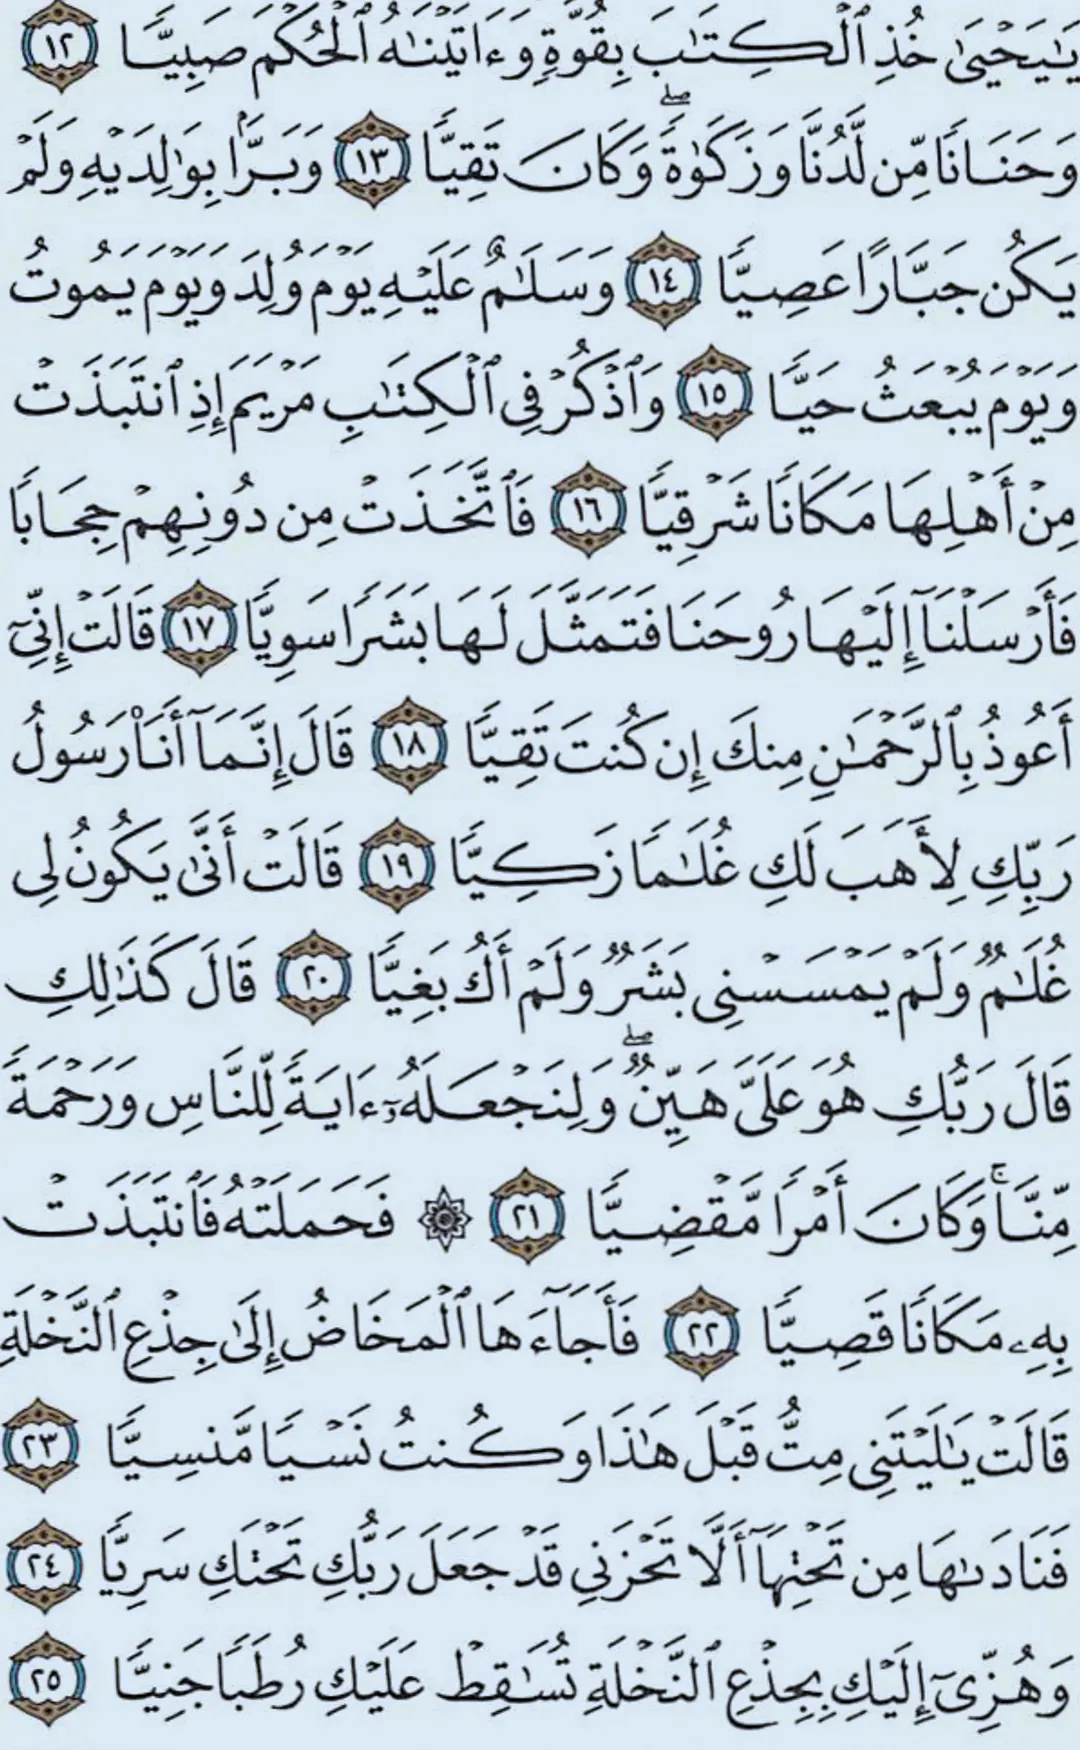 يَٰيَحْيَىٰ خُذِ ٱلْكِتَٰبَ بِقُوَّةٍۢ وَءَاتَيْنَٰهُ ٱلْحُكْمَ صَبِيًّۭا ١٢
وَحَنَانًۭا مِّن لَّدُنَّا وَزَكَوٰةًۭ ۖ وَكَانَ تَقِيًّۭا ١٣ وَبَرًّۢا بِوَٰلِدَيْهِ وَلَمْ
يَكُن جَبَّارًا عَصِيًّۭا ١٤ وَسَلَٰمٌ عَلَيْهِ يَوْمَ وُلِدَ وَيَوْمَ يَمُوتُ
وَيَوْمَ يُبْعَثُ حَيًّۭا ١٥ وَٱذْكُرْ فِى ٱلْكِتَٰبِ مَرْيَمَ إِذِ ٱنتَبَذَتْ
مِنْ أَهْلِهَا مَكَانًۭا شَرْقِيًّۭا ١٦ فَٱتَّخَذَتْ مِن دُونِهِمْ حِجَابًۭا
فَأَرْسَلْنَآ إِلَيْهَا رُوحَنَا فَتَمَثَّلَ لَهَا بَشَرًۭا سَوِيًّۭا ١٧ قَالَتْ إِنِّىٓ
أَعُوذُ بِٱلرَّحْمَٰنِ مِنكَ إِن كُنتَ تَقِيًّۭا ١٨ قَالَ إِنَّمَآ أَنَا۠ رَسُولُ
رَبِّكِ لِأَهَبَ لَكِ غُلَٰمًۭا زَكِيًّۭا ١٩ قَالَتْ أَنَّىٰ يَكُونُ لِى
غُلَٰمٌۭ وَلَمْ يَمْسَسْنِى بَشَرٌۭ وَلَمْ أَكُ بَغِيًّۭا ٢٠ قَالَ كَذَٰلِكِ
قَالَ رَبُّكِ هُوَ عَلَىَّ هَيِّنٌۭ ۖ وَلِنَجْعَلَهُۥٓ ءَايَةًۭ لِّلنَّاسِ وَرَحْمَةًۭ
مِّنَّا ۚ وَكَانَ أَمْرًۭا مَّقْضِيًّۭا ٢١ ۞ فَحَمَلَتْهُ فَٱنتَبَذَتْ
بِهِۦ مَكَانًۭا قَصِيًّۭا ٢٢ فَأَجَآءَهَا ٱلْمَخَاضُ إِلَىٰ جِذْعِ ٱلنَّخْلَةِ
قَالَتْ يَٰلَيْتَنِى مِتُّ قَبْلَ هَٰذَا وَكُنتُ نَسْيًۭا مَّنسِيًّۭا ٢٣
فَنَادَىٰهَا مِن تَحْتِهَآ أَلَّا تَحْزَنِى قَدْ جَعَلَ رَبُّكِ تَحْتَكِ سَرِيًّۭا ٢٤
وَهُزِّىٓ إِلَيْكِ بِجِذْعِ ٱلنَّخْلَةِ تُسَٰقِطْ عَلَيْكِ رُطَبًۭا جَنِيًّۭا ٢٥